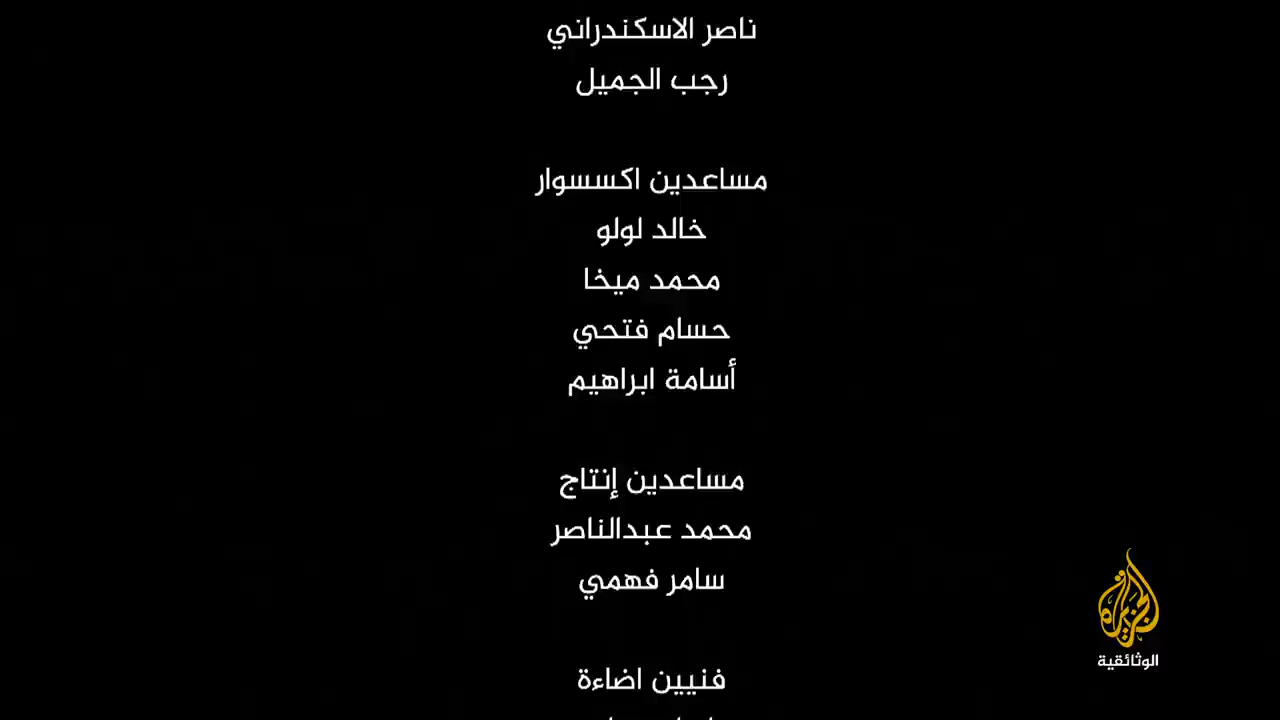 ناصر الاسكندراني
رجب الجميل
مساعدين اكسسوار
خالد لولو
محمد ميخا
حسام فتحي
أسامة ابراهيم
مساعدين إنتاج
محمد عبدالناصر
سامر فهمي
فنيين اضاءة
الجزيرة
الوثائقية